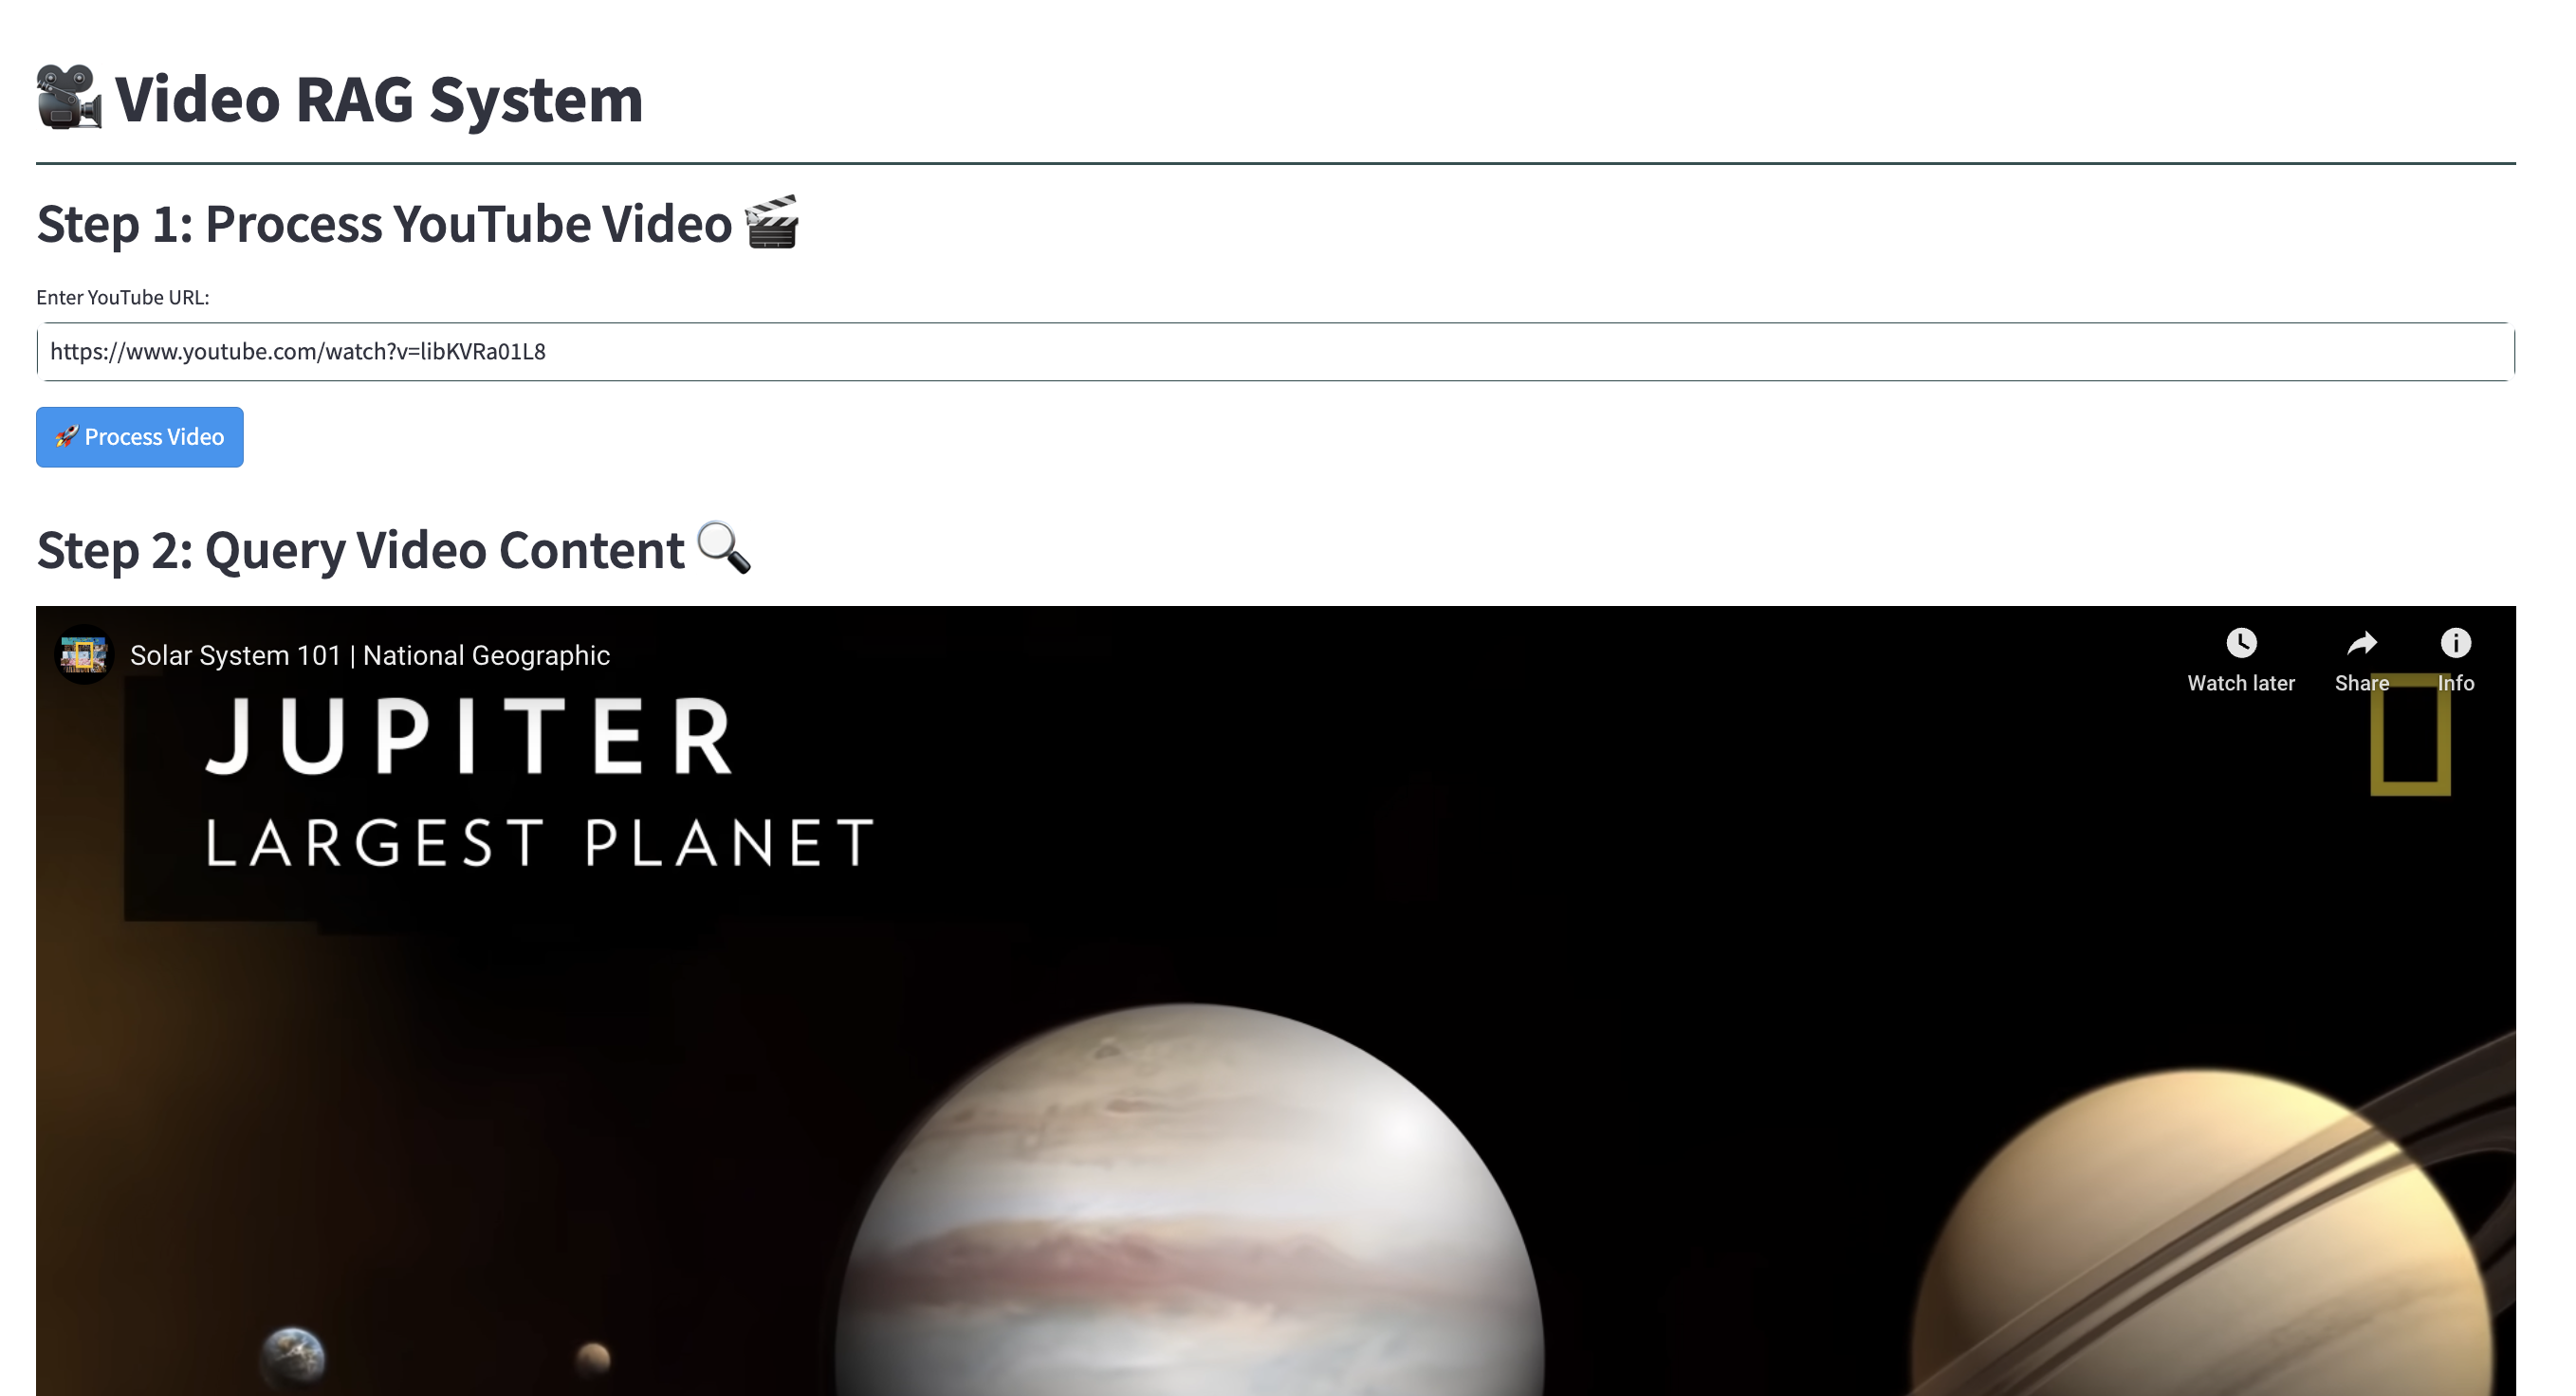 Video RAG System
Step 1: Process YouTube Video
Enter YouTube URL:
https://www.youtube.com/watch?v=libKVRa01L8
Process Video
Step 2: Query Video Content
Solar System 101 | National Geographic
Watch later
Share
Info
JUPITER
LARGEST PLANET